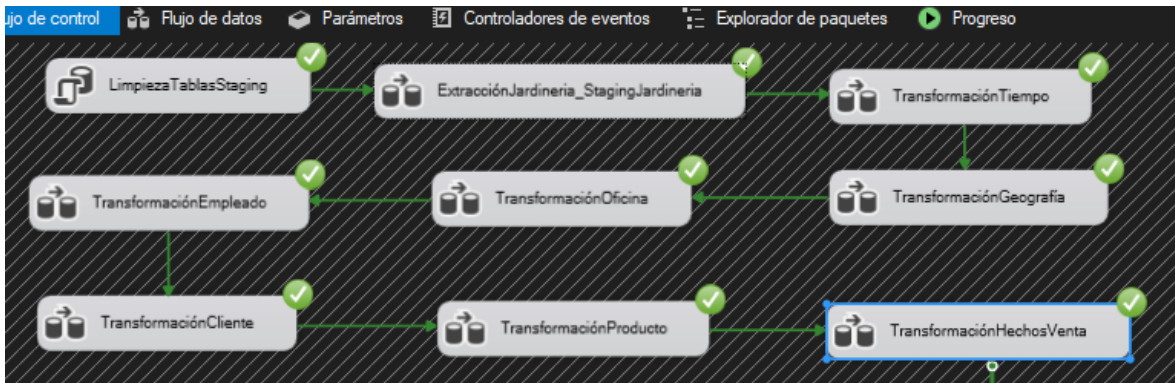 ujo de control Flujo de datos Parámetros Controladores de eventos Explorador de paquetes Progreso
LimpiezaTablasStaging
ExtracciónJardineria_StagingJardineria
TransformaciónTiempo
TransformaciónGeografía
TransformaciónOficina
TransformaciónEmpleado
TransformaciónCliente
TransformaciónProducto
TransformaciónHechosVenta